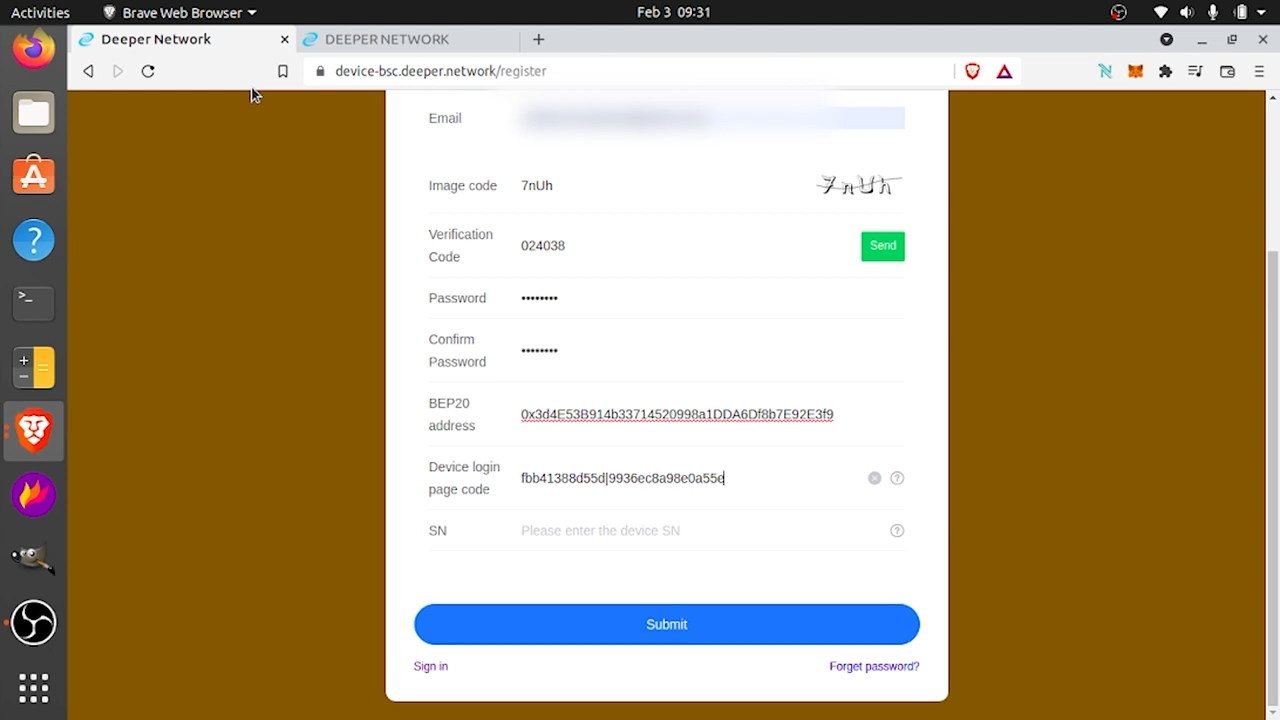 Activities
Brave Web Browser
Feb 3 09:31
Deeper Network
DEEPER NETWORK
device-bsc.deeper.network/register
Email
Image code
7nUh
7nUh
Verification
Code
024038
Send
Password
••••••••
Confirm
Password
••••••••
BEP20
address
0x3d4E53B914b33714520998a1DDA6Df8b7E92E3f9
Device login
page code
fbb41388d55d|9936ec8a98e0a55e
SN
Please enter the device SN
Submit
Sign in
Forget password?